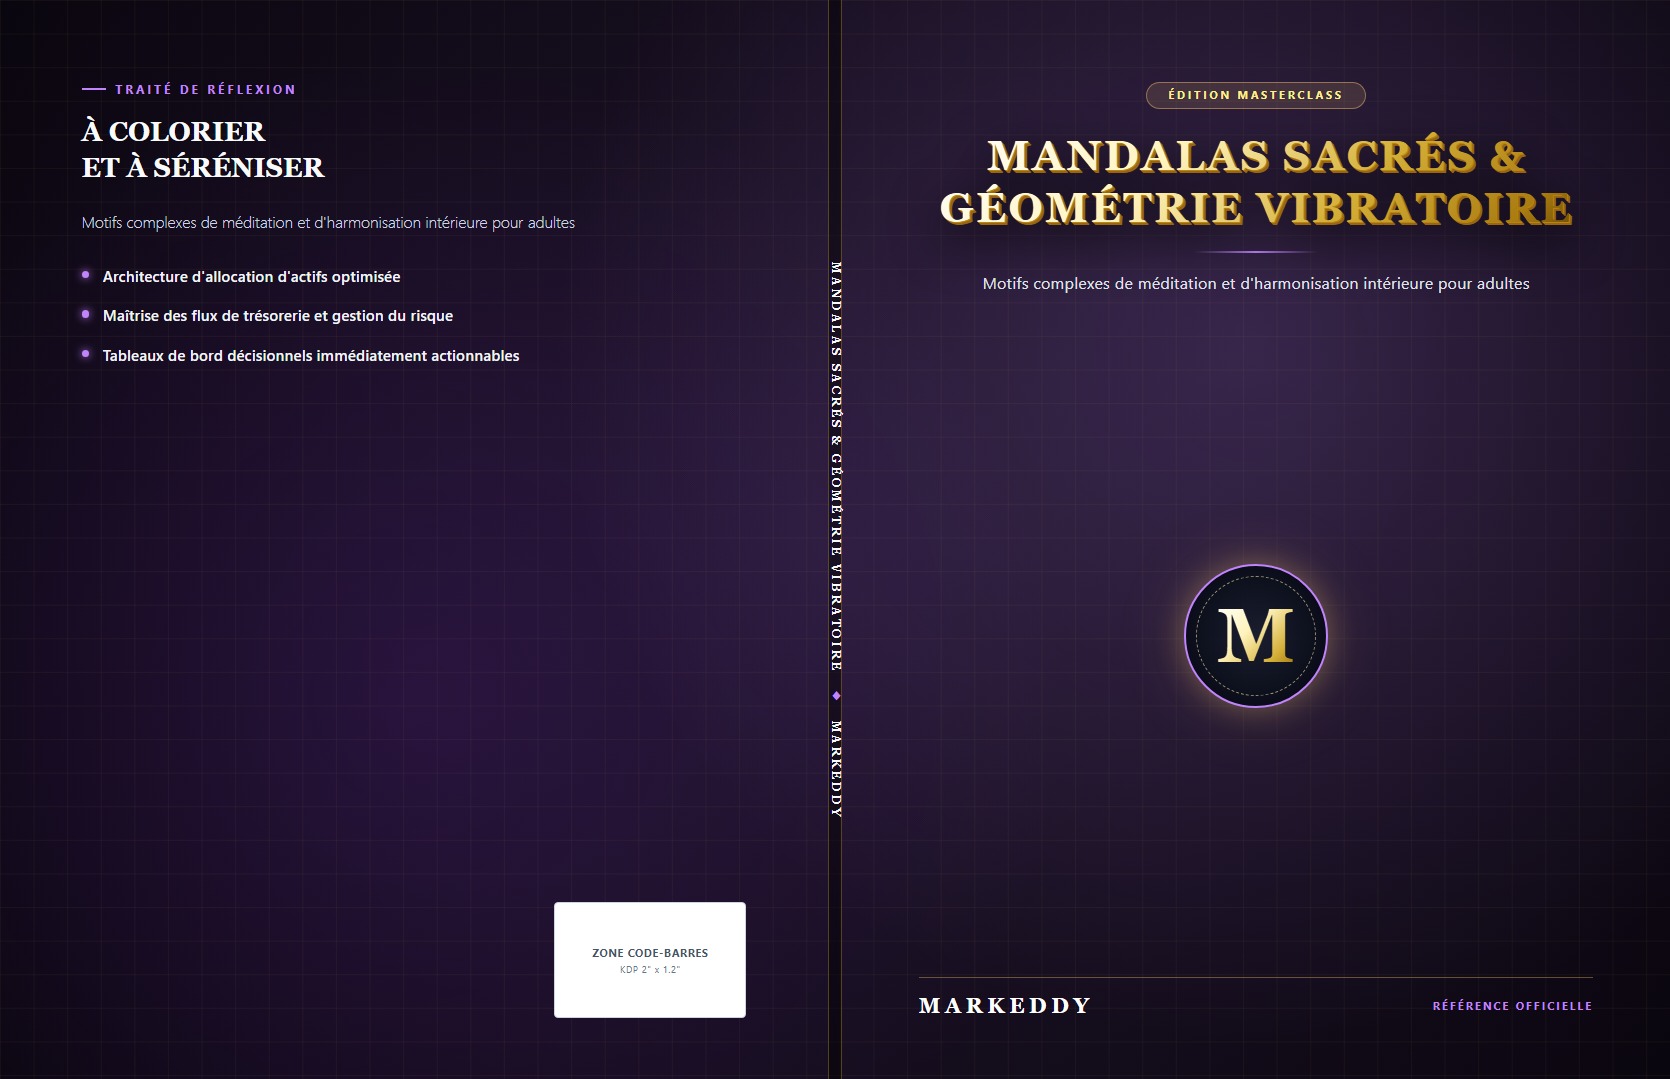 TRAITÉ DE RÉFLEXION
À COLORIER
ET À SÉRÉNISER
Motifs complexes de méditation et d'harmonisation intérieure pour adultes
Architecture d'allocation d'actifs optimisée
Maîtrise des flux de trésorerie et gestion du risque
Tableaux de bord décisionnels immédiatement actionnables
ZONE CODE-BARRES
KDP 2" x 1.2"
MANDALAS SACRÉS & GÉOMÉTRIE VIBRATOIRE ◆ MARKEDDY
ÉDITION MASTERCLASS
MANDALAS SACRÉS &
GÉOMÉTRIE VIBRATOIRE
Motifs complexes de méditation et d'harmonisation intérieure pour adultes
M
MARKEDDY
RÉFÉRENCE OFFICIELLE